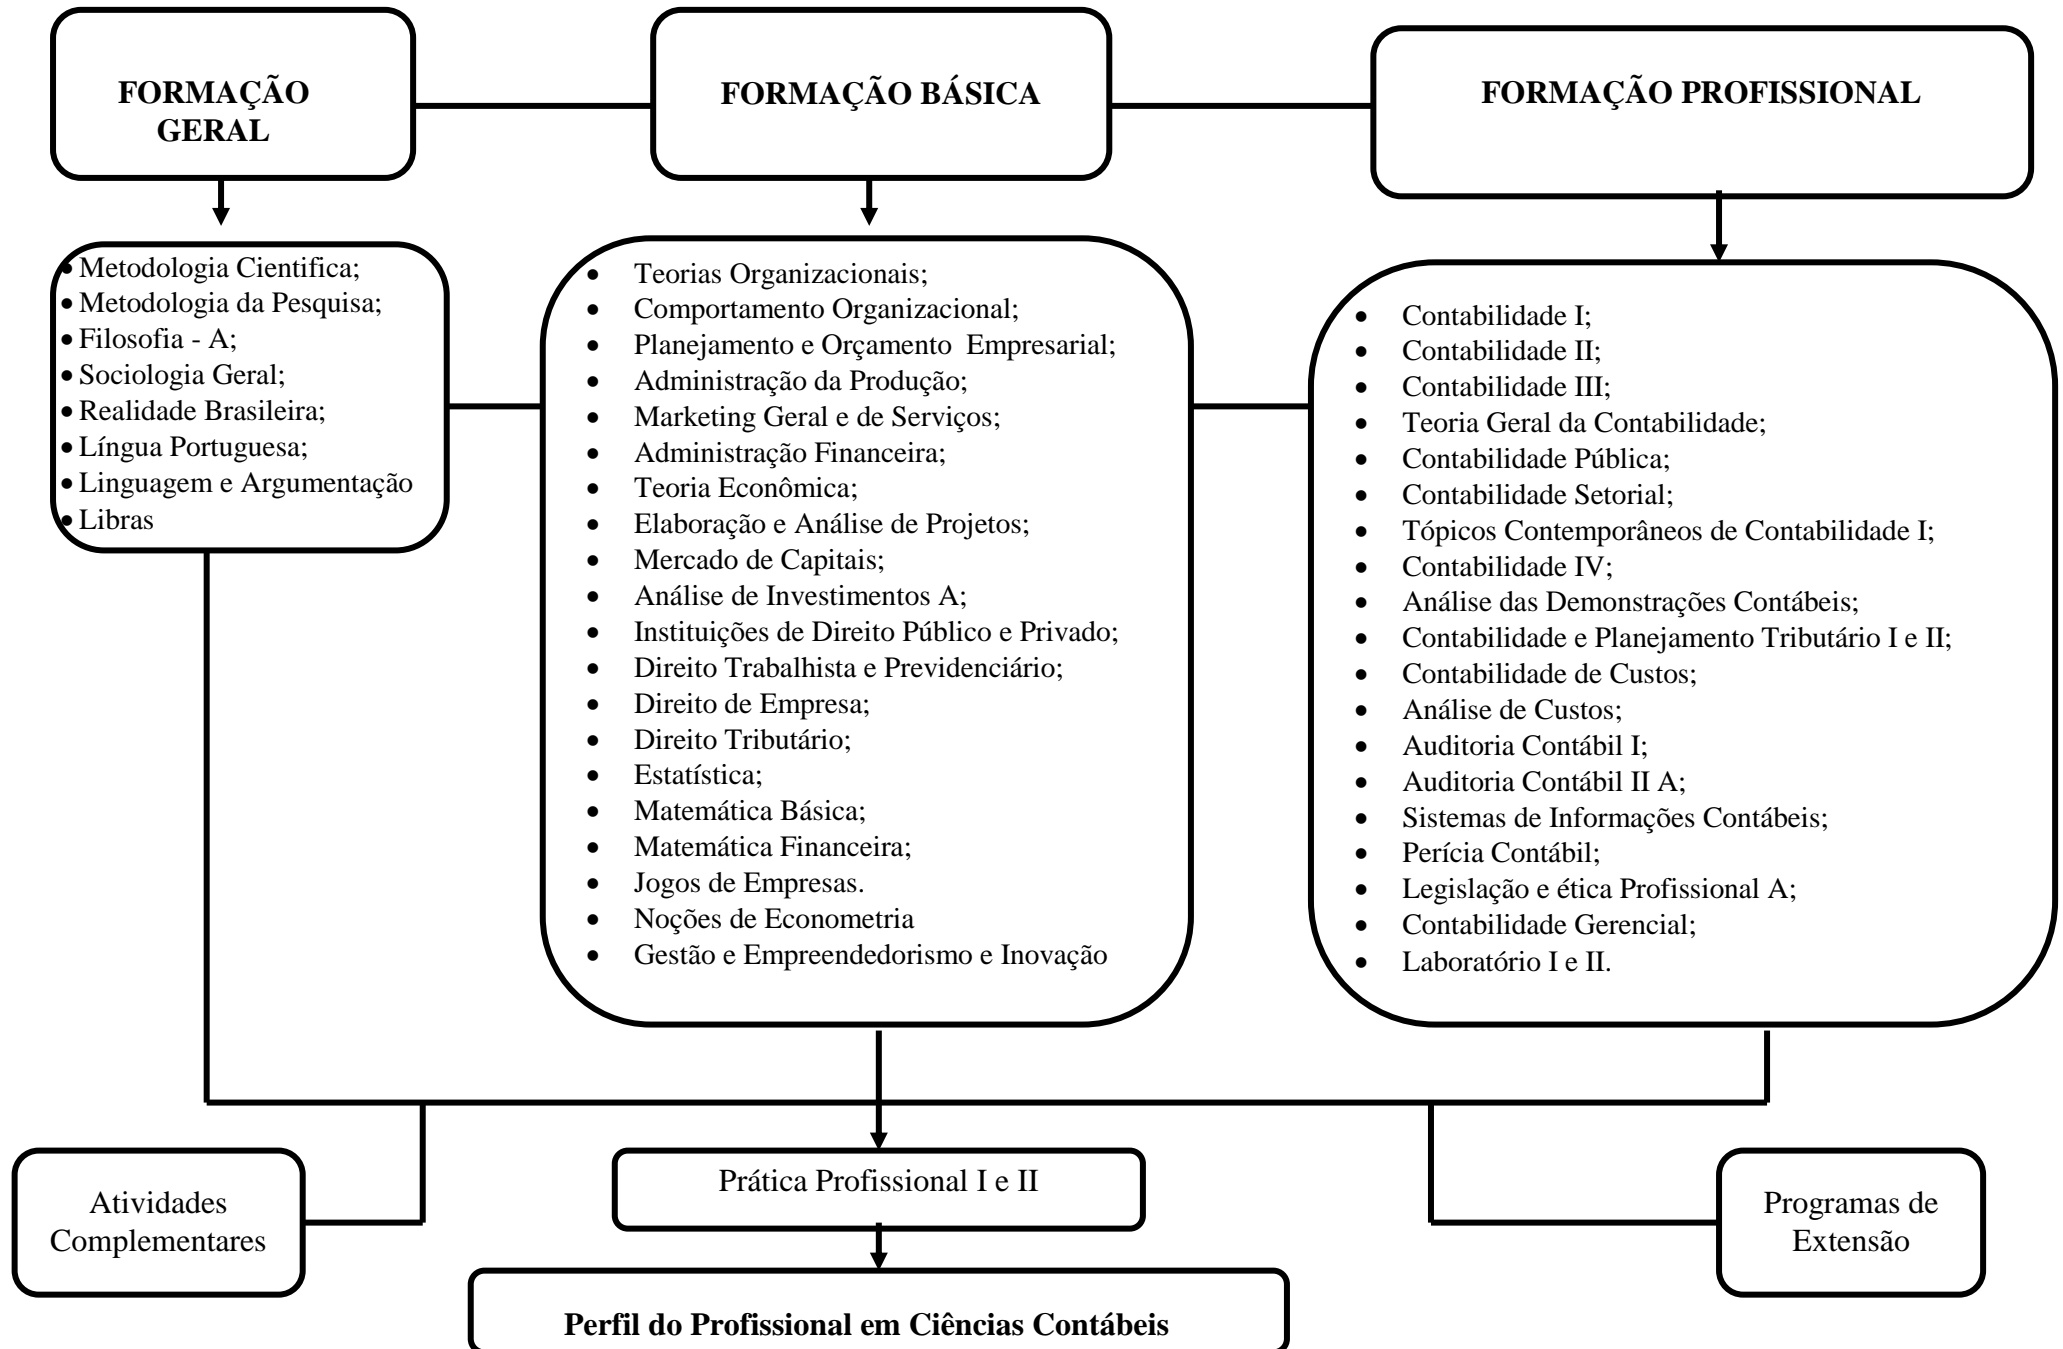 FORMAÇÃO
GERAL
FORMAÇÃO BÁSICA
FORMAÇÃO PROFISSIONAL
• Metodologia Cientifica;
• Metodologia da Pesquisa;
• Filosofia - A;
• Sociologia Geral;
• Realidade Brasileira;
• Língua Portuguesa;
• Linguagem e Argumentação
• Libras
• Teorias Organizacionais;
• Comportamento Organizacional;
• Planejamento e Orçamento Empresarial;
• Administração da Produção;
• Marketing Geral e de Serviços;
• Administração Financeira;
• Teoria Econômica;
• Elaboração e Análise de Projetos;
• Mercado de Capitais;
• Análise de Investimentos A;
• Instituições de Direito Público e Privado;
• Direito Trabalhista e Previdenciário;
• Direito de Empresa;
• Direito Tributário;
• Estatística;
• Matemática Básica;
• Matemática Financeira;
• Jogos de Empresas.
• Noções de Econometria
• Gestão e Empreendedorismo e Inovação
• Contabilidade I;
• Contabilidade II;
• Contabilidade III;
• Teoria Geral da Contabilidade;
• Contabilidade Pública;
• Contabilidade Setorial;
• Tópicos Contemporâneos de Contabilidade I;
• Contabilidade IV;
• Análise das Demonstrações Contábeis;
• Contabilidade e Planejamento Tributário I e II;
• Contabilidade de Custos;
• Análise de Custos;
• Auditoria Contábil I;
• Auditoria Contábil II A;
• Sistemas de Informações Contábeis;
• Perícia Contábil;
• Legislação e ética Profissional A;
• Contabilidade Gerencial;
• Laboratório I e II.
Atividades
Complementares
Prática Profissional I e II
Programas de
Extensão
Perfil do Profissional em Ciências Contábeis